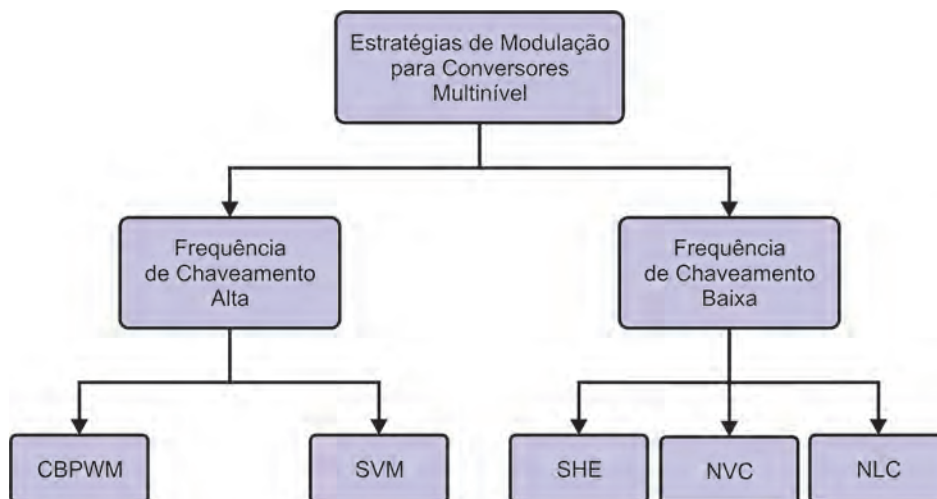 Estratégias de Modulação
para Conversores
Multinível
Frequência
de Chaveamento
Alta
Frequência
de Chaveamento
Baixa
CBPWM
SVM
SHE
NVC
NLC